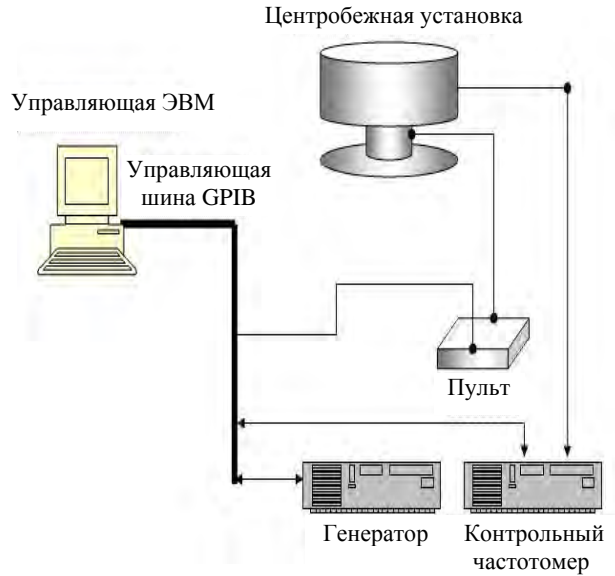 Центробежная установка
Управляющая ЭВМ
Управляющая
шина GPIB
Пульт
Генератор
Контрольный
частотомер